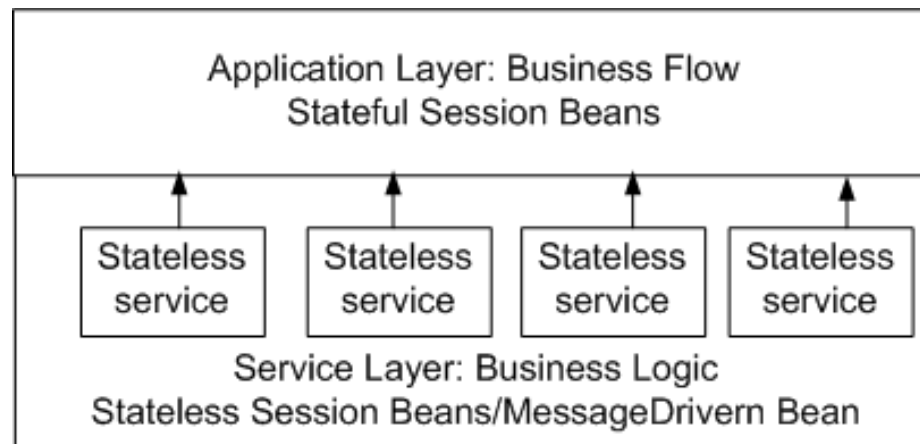 Application Layer: Business Flow
Stateful Session Beans
Stateless
service
Stateless
service
Stateless
service
Stateless
service
Service Layer: Business Logic
Stateless Session Beans/MessageDrivern Bean